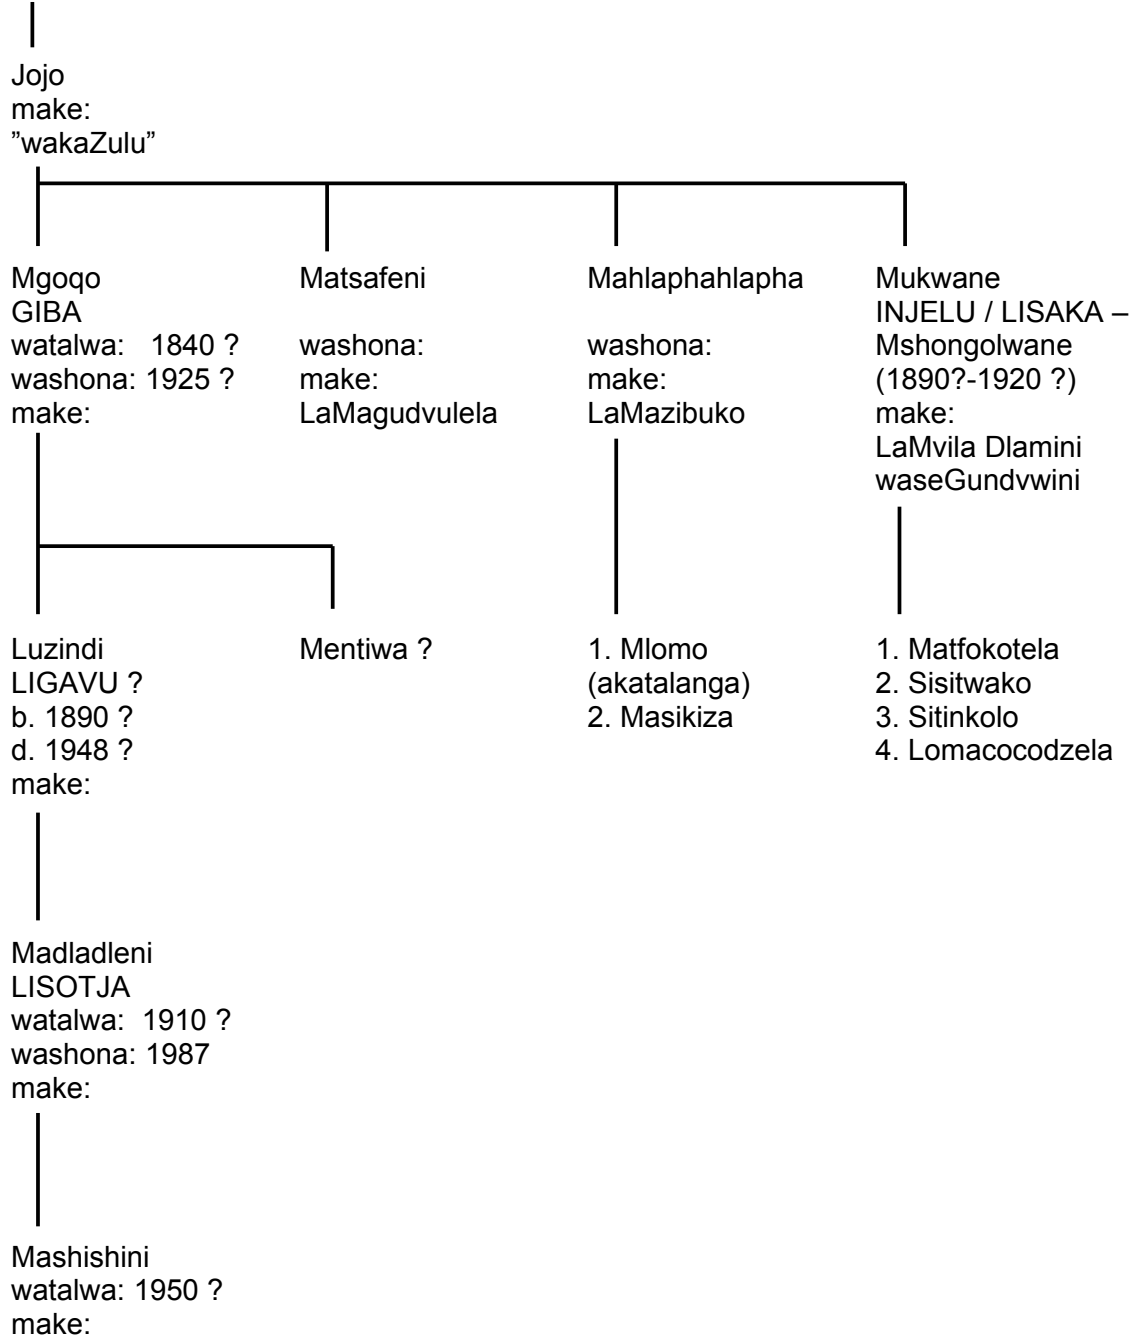 Jojo
make:
”wakaZulu”
Mgoqo
GIBA
watalwa: 1840 ?
washona: 1925 ?
make:
Matsafeni
washona:
make:
LaMagudvulela
Mahlaphahlapha
washona:
make:
LaMazibuko
Mukwane
INJELU / LISAKA –
Mshongolwane
(1890?-1920 ?)
make:
LaMvila Dlamini
waseGundvwini
Luzindi
LIGAVU ?
b. 1890 ?
d. 1948 ?
make:
Mentiwa ?
1. Mlomo
(akatalanga)
2. Masikiza
1. Matfokotela
2. Sisitwako
3. Sitinkolo
4. Lomacocodzela
Madladleni
LISOTJA
watalwa: 1910 ?
washona: 1987
make:
Mashishini
watalwa: 1950 ?
make: